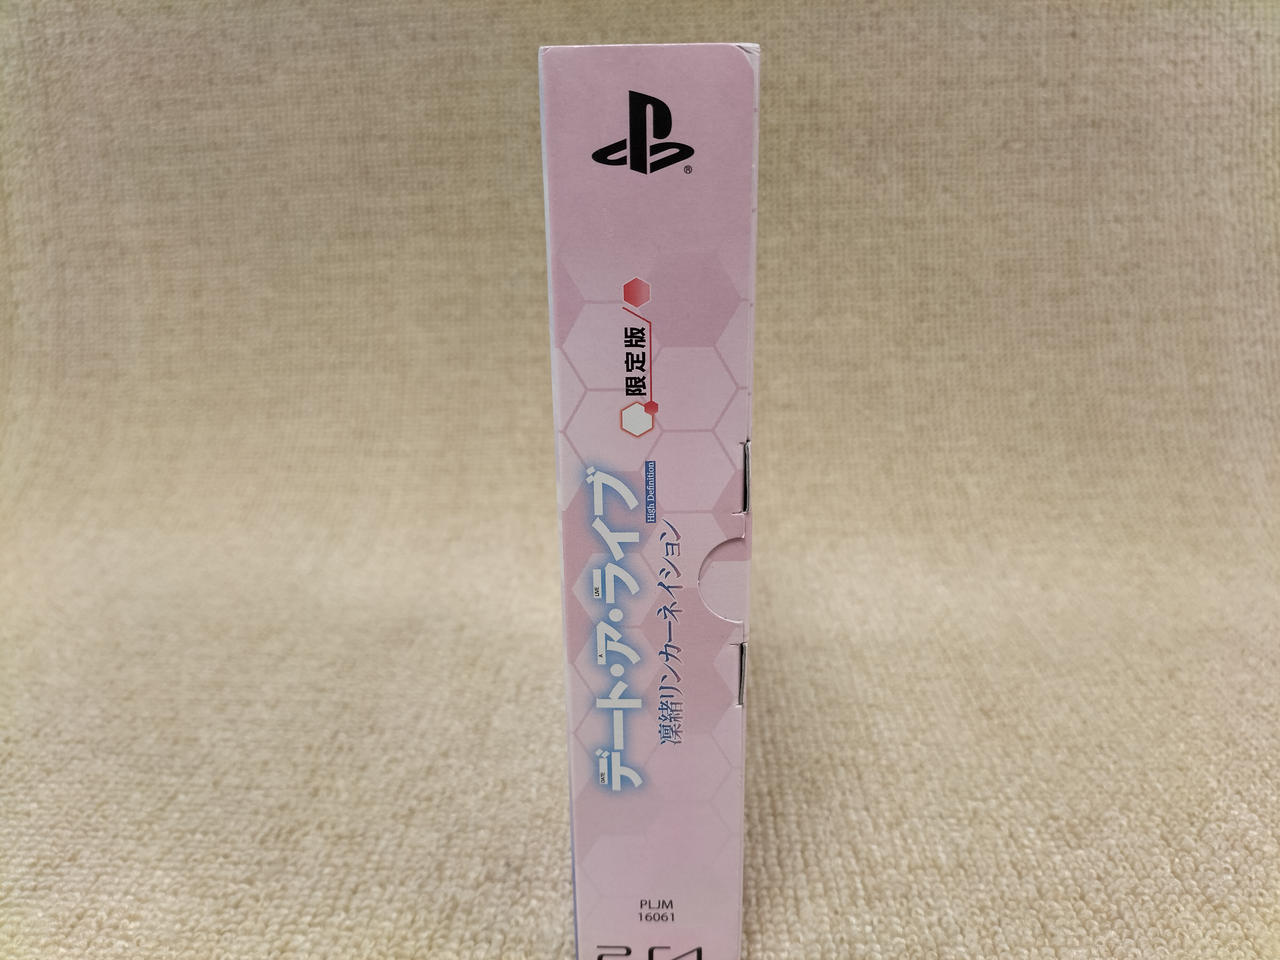 限定版
DATE A LIVE
デート・ア・ライブ
High Definition
凜緒リンカーネイション
PLJM
16061